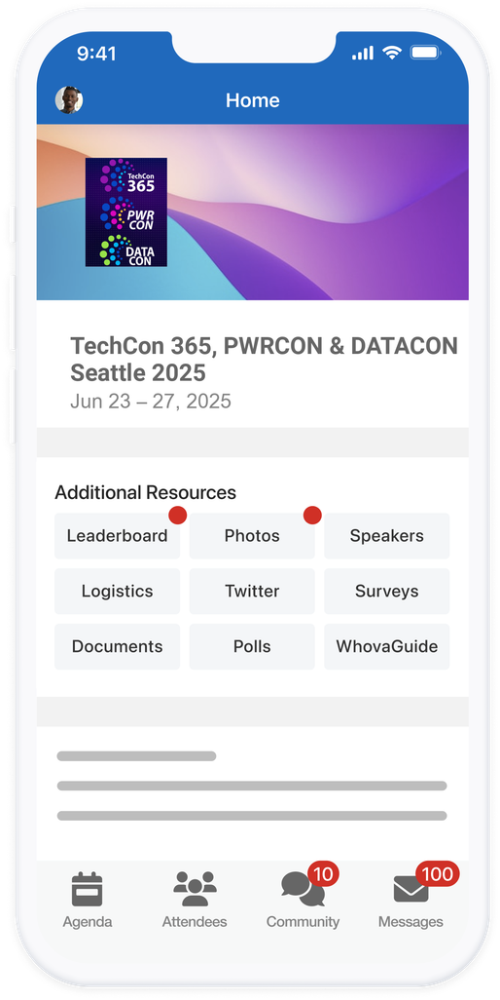 9:41
Home
TechCon
365
PWR
CON
DATA
CON
TechCon 365, PWRCON & DATACON
Seattle 2025
Jun 23 – 27, 2025
Additional Resources
Leaderboard Photos Speakers
Logistics Twitter Surveys
Documents Polls WhovaGuide
10 100
Agenda Attendees Community Messages